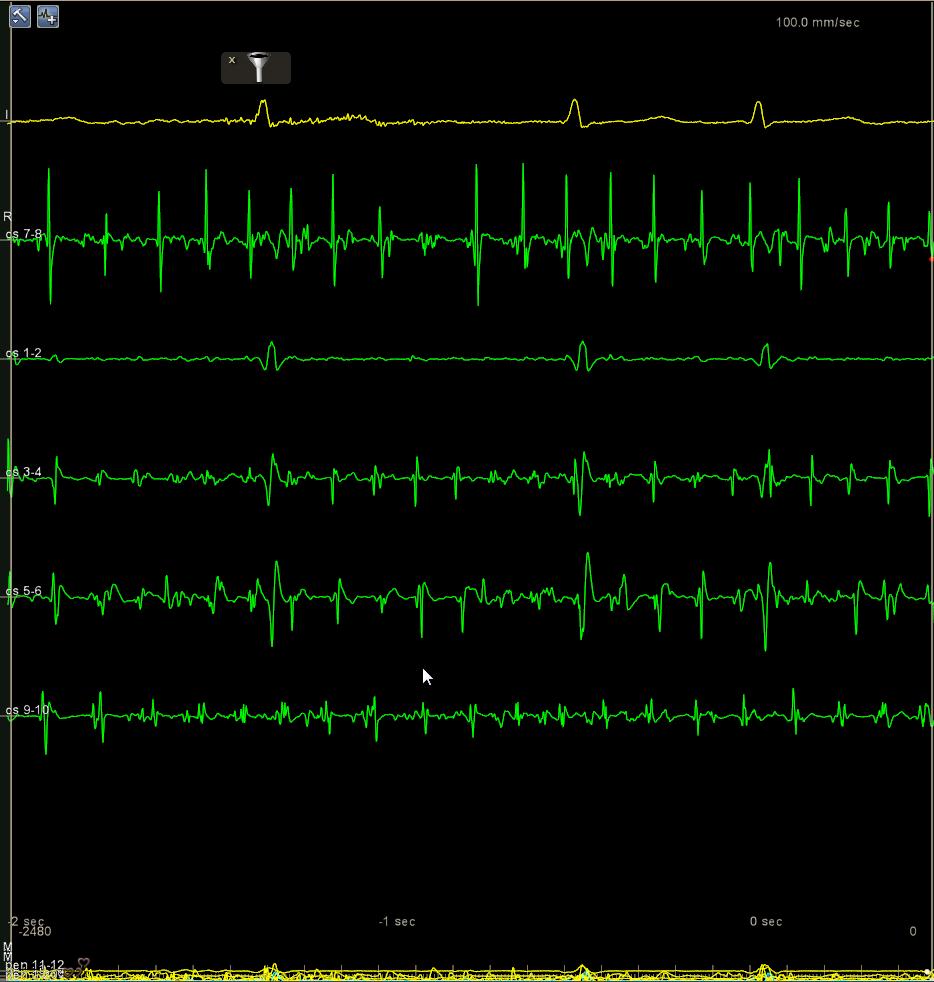 100.0 mm/sec
x
I
R
cs 7-8
cs 1-2
cs 3-4
cs 5-6
cs 9-10
-2 sec
-1 sec
0 sec
-2480
0
M
M
pen 11-12